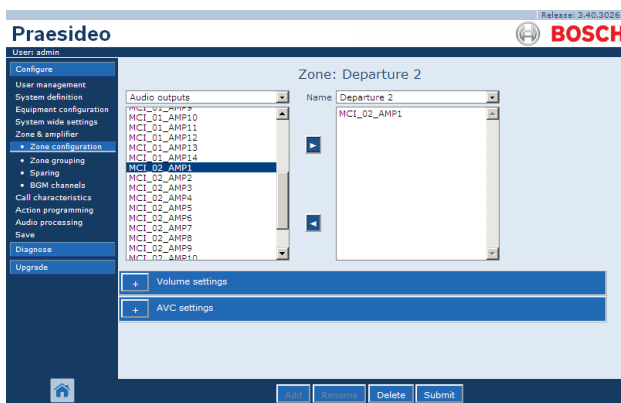 Release: 3.40.3026
Praesideo
BOSCH
User: admin
Configure
User management
System definition
Equipment configuration
System wide settings
Zone & amplifier
• Zone configuration
• Zone grouping
• Sparing
• BGM channels
Call characteristics
Action programming
Audio processing
Save
Diagnose
Upgrade
Zone: Departure 2
Audio outputs
MCI_01_AMP9
MCI_01_AMP10
MCI_01_AMP11
MCI_01_AMP12
MCI_01_AMP13
MCI_01_AMP14
MCI_02_AMP1
MCI_02_AMP2
MCI_02_AMP3
MCI_02_AMP4
MCI_02_AMP5
MCI_02_AMP6
MCI_02_AMP7
MCI_02_AMP8
MCI_02_AMP9
MCI_02_AMP10
Name Departure 2
MCI_02_AMP1
+ Volume settings
+ AVC settings
Add Rename Delete Submit